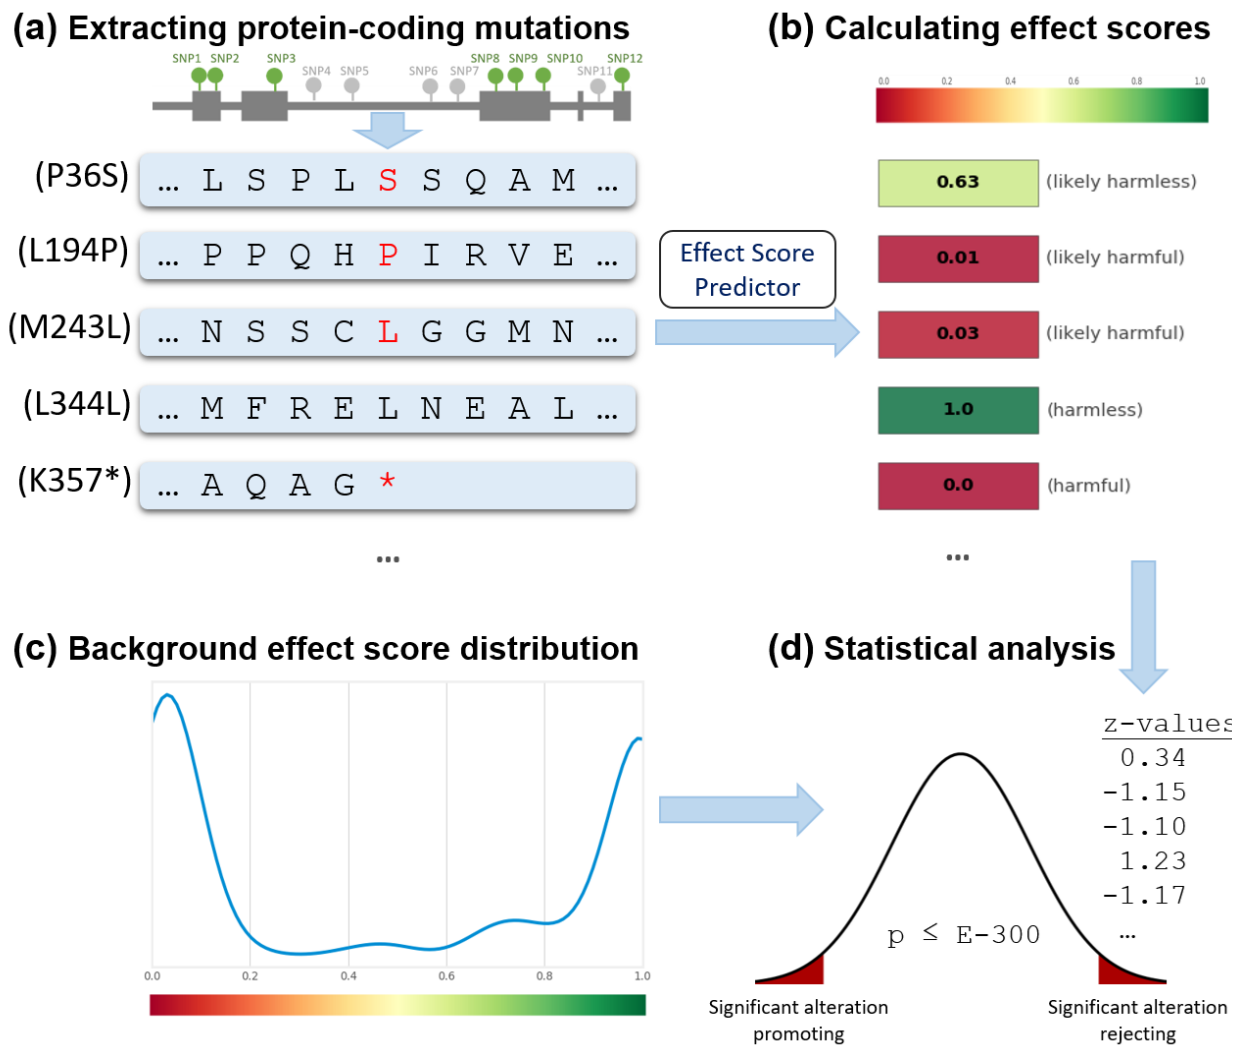 (a) Extracting protein-coding mutations
SNP1 SNP2 SNP3 SNP4 SNP5 SNP6 SNP7 SNP8 SNP9 SNP10 SNP11 SNP12
(P36S) ... L S P L S S Q A M ...
(L194P) ... P P Q H P I R V E ...
(M243L) ... N S S C L G G M N ...
(L344L) ... M F R E L N E A L ...
(K357*) ... A Q A G *
...
Effect Score
Predictor
(b) Calculating effect scores
0.0 0.2 0.4 0.6 0.8 1.0
0.63 (likely harmless)
0.01 (likely harmful)
0.03 (likely harmful)
1.0 (harmless)
0.0 (harmful)
...
(c) Background effect score distribution
0.0 0.2 0.4 0.6 0.8 1.0
(d) Statistical analysis
z-values
0.34
-1.15
-1.10
1.23
-1.17
...
p ≤ E-300
Significant alteration
promoting
Significant alteration
rejecting